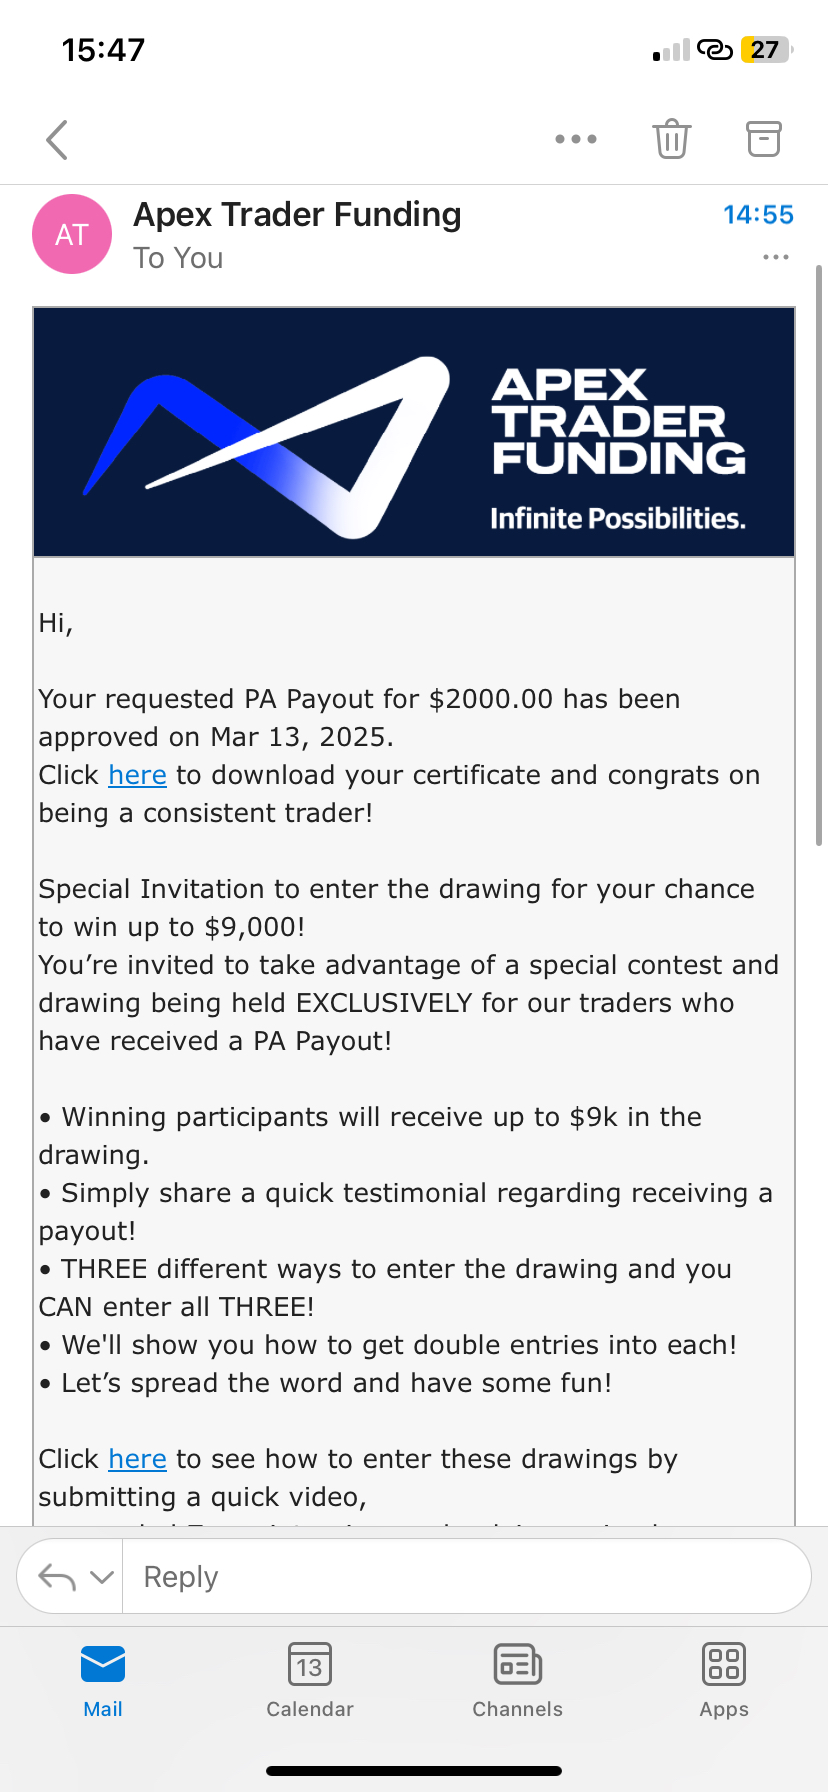 15:47
27
AT
Apex Trader Funding
14:55
To You
APEX
TRADER
FUNDING
Infinite Possibilities.
Hi,
Your requested PA Payout for $2000.00 has been
approved on Mar 13, 2025.
Click here to download your certificate and congrats on
being a consistent trader!
Special Invitation to enter the drawing for your chance
to win up to $9,000!
You’re invited to take advantage of a special contest and
drawing being held EXCLUSIVELY for our traders who
have received a PA Payout!
• Winning participants will receive up to $9k in the
drawing.
• Simply share a quick testimonial regarding receiving a
payout!
• THREE different ways to enter the drawing and you
CAN enter all THREE!
• We'll show you how to get double entries into each!
• Let’s spread the word and have some fun!
Click here to see how to enter these drawings by
submitting a quick video,
Reply
13
Mail
Calendar
Channels
Apps